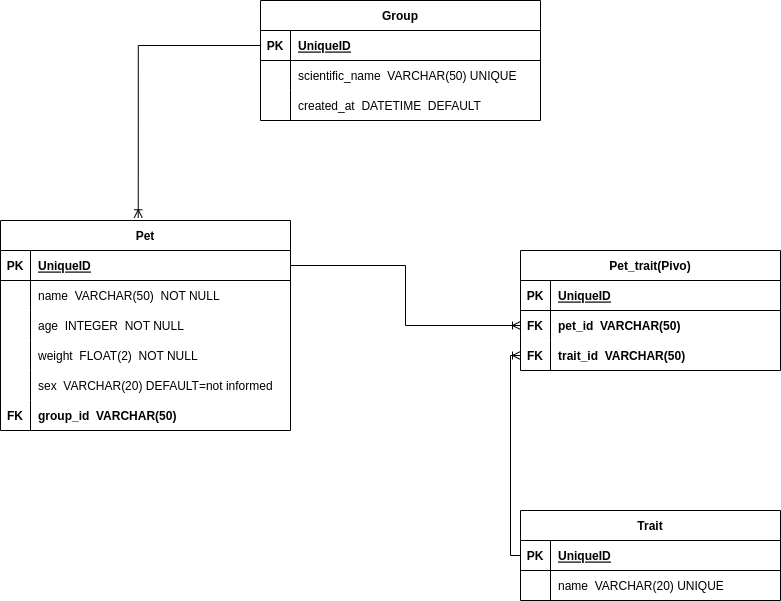 Group
PK UniqueID
scientific_name VARCHAR(50) UNIQUE
created_at DATETIME DEFAULT
Pet
PK UniqueID
name VARCHAR(50) NOT NULL
age INTEGER NOT NULL
weight FLOAT(2) NOT NULL
sex VARCHAR(20) DEFAULT=not informed
FK group_id VARCHAR(50)
Pet_trait(Pivo)
PK UniqueID
FK pet_id VARCHAR(50)
FK trait_id VARCHAR(50)
Trait
PK UniqueID
name VARCHAR(20) UNIQUE